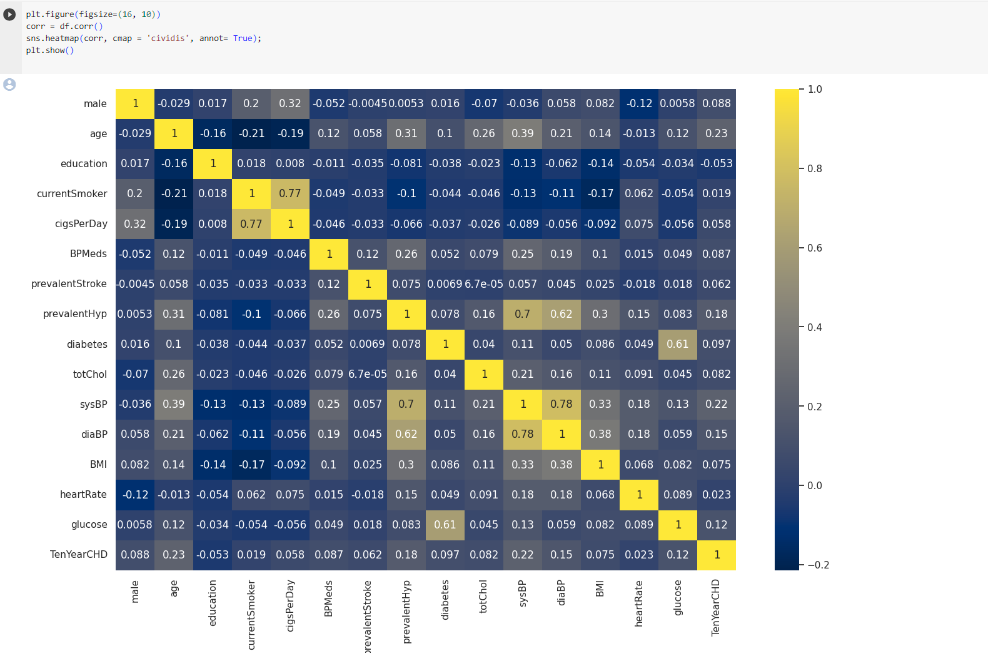 plt.figure(figsize=(16, 10))
corr = df.corr()
sns.heatmap(corr, cmap = 'cividis', annot= True);
plt.show()
male 1 -0.029 0.017 0.2 0.32 -0.052 -0.0045 0.0053 0.016 -0.07 -0.036 0.058 0.082 -0.12 0.0058 0.088
age -0.029 1 -0.16 -0.21 -0.19 0.12 0.058 0.31 0.1 0.26 0.39 0.21 0.14 -0.013 0.12 0.23
education 0.017 -0.16 1 0.018 0.008 -0.011 -0.035 -0.081 -0.038 -0.023 -0.13 -0.062 -0.14 -0.054 -0.034 -0.053
currentSmoker 0.2 -0.21 0.018 1 0.77 -0.049 -0.033 -0.1 -0.044 -0.046 -0.13 -0.11 -0.17 0.062 -0.054 0.019
cigsPerDay 0.32 -0.19 0.008 0.77 1 -0.046 -0.033 -0.066 -0.037 -0.026 -0.089 -0.056 -0.092 0.075 -0.056 0.058
BPMeds -0.052 0.12 -0.011 -0.049 -0.046 1 0.12 0.26 0.052 0.079 0.25 0.19 0.1 0.015 0.049 0.087
prevalentStroke -0.0045 0.058 -0.035 -0.033 -0.033 0.12 1 0.075 0.0069 6.7e-05 0.057 0.045 0.025 -0.018 0.018 0.062
prevalentHyp 0.0053 0.31 -0.081 -0.1 -0.066 0.26 0.075 1 0.078 0.16 0.7 0.62 0.3 0.15 0.083 0.18
diabetes 0.016 0.1 -0.038 -0.044 -0.037 0.052 0.0069 0.078 1 0.04 0.11 0.05 0.086 0.049 0.61 0.097
totChol -0.07 0.26 -0.023 -0.046 -0.026 0.079 6.7e-05 0.16 0.04 1 0.21 0.16 0.11 0.091 0.045 0.082
sysBP -0.036 0.39 -0.13 -0.13 -0.089 0.25 0.057 0.7 0.11 0.21 1 0.78 0.33 0.18 0.13 0.22
diaBP 0.058 0.21 -0.062 -0.11 -0.056 0.19 0.045 0.62 0.05 0.16 0.78 1 0.38 0.18 0.059 0.15
BMI 0.082 0.14 -0.14 -0.17 -0.092 0.1 0.025 0.3 0.086 0.11 0.33 0.38 1 0.068 0.082 0.075
heartRate -0.12 -0.013 -0.054 0.062 0.075 0.015 -0.018 0.15 0.049 0.091 0.18 0.18 0.068 1 0.089 0.023
glucose 0.0058 0.12 -0.034 -0.054 -0.056 0.049 0.018 0.083 0.61 0.045 0.13 0.059 0.082 0.089 1 0.12
TenYearCHD 0.088 0.23 -0.053 0.019 0.058 0.087 0.062 0.18 0.097 0.082 0.22 0.15 0.075 0.023 0.12 1
male
age
education
currentSmoker
cigsPerDay
BPMeds
prevalentStroke
prevalentHyp
diabetes
totChol
sysBP
diaBP
BMI
heartRate
glucose
TenYearCHD
1.0
0.8
0.6
0.4
0.2
0.0
−0.2